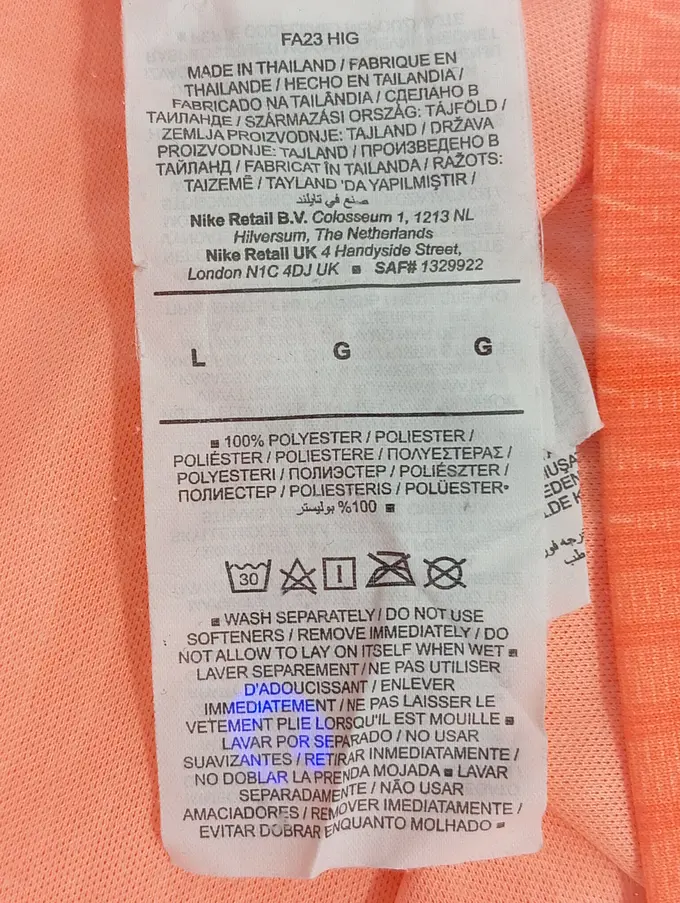 FA23 HIG
MADE IN THAILAND / FABRIQUE EN
THAILANDE / HECHO EN TAILANDIA /
FABRICADO NA TAILÂNDIA / СДЕЛАНО В
ТАИЛАНДЕ / SZÁRMAZÁSI ORSZÁG: TÁJFÖLD /
ZEMLJA PROIZVODNJE: TAJLAND / DRŽAVA
PROIZVODNJE: TAJLAND / ПРОИЗВЕДЕНО В
ТАЙЛАНД / FABRICAT ÎN TAILANDA / RAŽOTS:
TAIZEMĒ / TAYLAND 'DA YAPILMIŞTIR /
صنع في تايلند
Nike Retail B.V. Colosseum 1, 1213 NL
Hilversum, The Netherlands
Nike Retail UK 4 Handyside Street,
London N1C 4DJ UK ■ SAF# 1329922
L G G
■ 100% POLYESTER / POLIESTER /
POLIÉSTER / POLIESTERE / ΠΟΛΥΕΣΤΕΡΑΣ /
POLYESTERI / ПОЛИЭСТЕР / POLIÉSZTER /
ПОЛИЕСТЕР / POLIESTERIS / POLÜESTER
100% بوليستر ■
30
■ WASH SEPARATELY / DO NOT USE
SOFTENERS / REMOVE IMMEDIATELY / DO
NOT ALLOW TO LAY ON ITSELF WHEN WET ■
LAVER SEPAREMENT / NE PAS UTILISER
D'ADOUCISSANT / ENLEVER
IMMEDIATEMENT / NE PAS LAISSER LE
VETEMENT PLIE LORSQU'IL EST MOUILLE ■
LAVAR POR SEPARADO / NO USAR
SUAVIZANTES / RETIRAR INMEDIATAMENTE /
NO DOBLAR LA PRENDA MOJADA ■ LAVAR
SEPARADAMENTE / NÃO USAR
AMACIADORES / REMOVER IMEDIATAMENTE /
EVITAR DOBRAR ENQUANTO MOLHADO ■